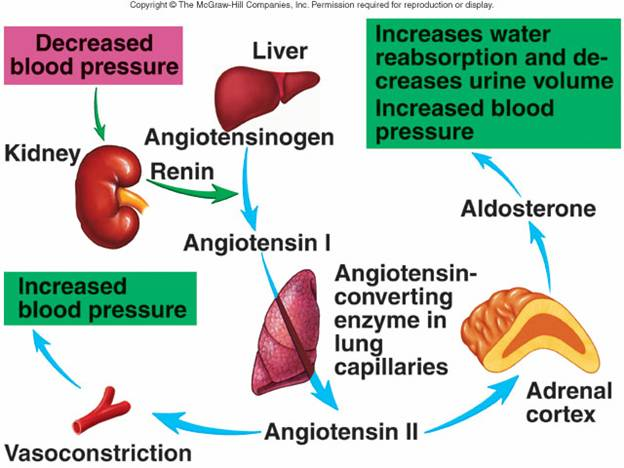 Copyright © The McGraw-Hill Companies, Inc. Permission required for reproduction or display.
Decreased
blood pressure
Liver
Increases water
reabsorption and de-
creases urine volume
Increased blood
pressure
Angiotensinogen
Kidney
Renin
Aldosterone
Angiotensin I
Increased
blood pressure
Angiotensin-
converting
enzyme in
lung
capillaries
Adrenal
cortex
Angiotensin II
Vasoconstriction